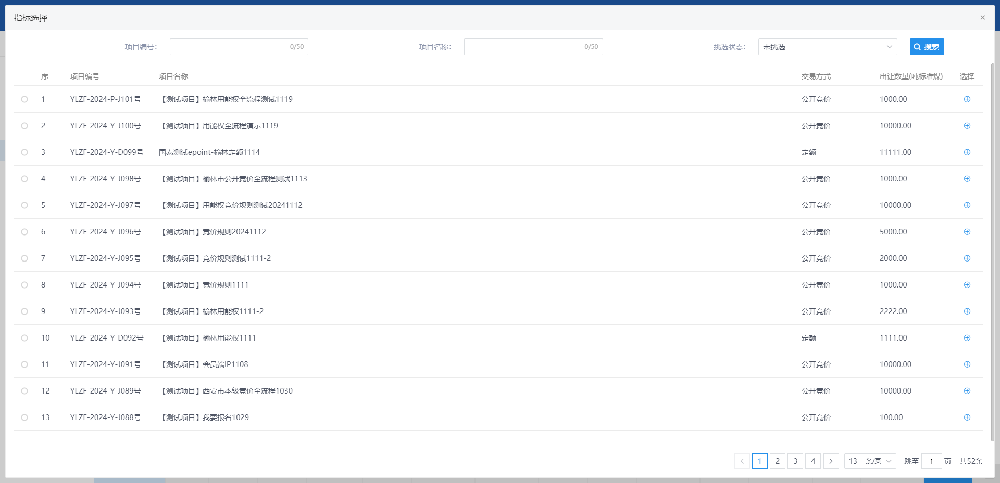 指标选择
项目编号： 0/50 项目名称： 0/50 挑选状态： 未挑选 搜索
序 项目编号 项目名称 交易方式 出让数量(吨标准煤) 选择
1 YLZF-2024-P-J101号 【测试项目】榆林用能权全流程测试1119 公开竞价 1000.00
2 YLZF-2024-Y-J100号 【测试项目】用能权全流程演示1119 公开竞价 10000.00
3 YLZF-2024-Y-D099号 国泰测试epoint-榆林定额1114 定额 11111.00
4 YLZF-2024-Y-J098号 【测试项目】榆林市公开竞价全流程测试1113 公开竞价 1000.00
5 YLZF-2024-Y-J097号 【测试项目】用能权竞价规则测试20241112 公开竞价 10000.00
6 YLZF-2024-Y-J096号 【测试项目】竞价规则20241112 公开竞价 5000.00
7 YLZF-2024-Y-J095号 【测试项目】竞价规则测试1111-2 公开竞价 2000.00
8 YLZF-2024-Y-J094号 【测试项目】竞价规则1111 公开竞价 1000.00
9 YLZF-2024-Y-J093号 【测试项目】榆林用能权1111-2 公开竞价 2222.00
10 YLZF-2024-Y-D092号 【测试项目】榆林用能权1111 定额 1111.00
11 YLZF-2024-Y-J091号 【测试项目】会员端IP1108 公开竞价 10000.00
12 YLZF-2024-Y-J089号 【测试项目】西安市本级竞价全流程1030 公开竞价 10000.00
13 YLZF-2024-Y-J088号 【测试项目】我要报名1029 公开竞价 100.00
1 2 3 4 13 条/页 跳至 1 页 共52条